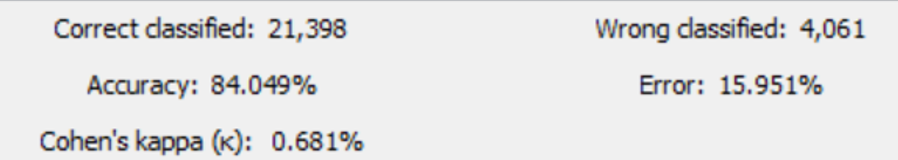 Correct classified: 21,398 Wrong classified: 4,061
Accuracy: 84.049% Error: 15.951%
Cohen's kappa (κ): 0.681%